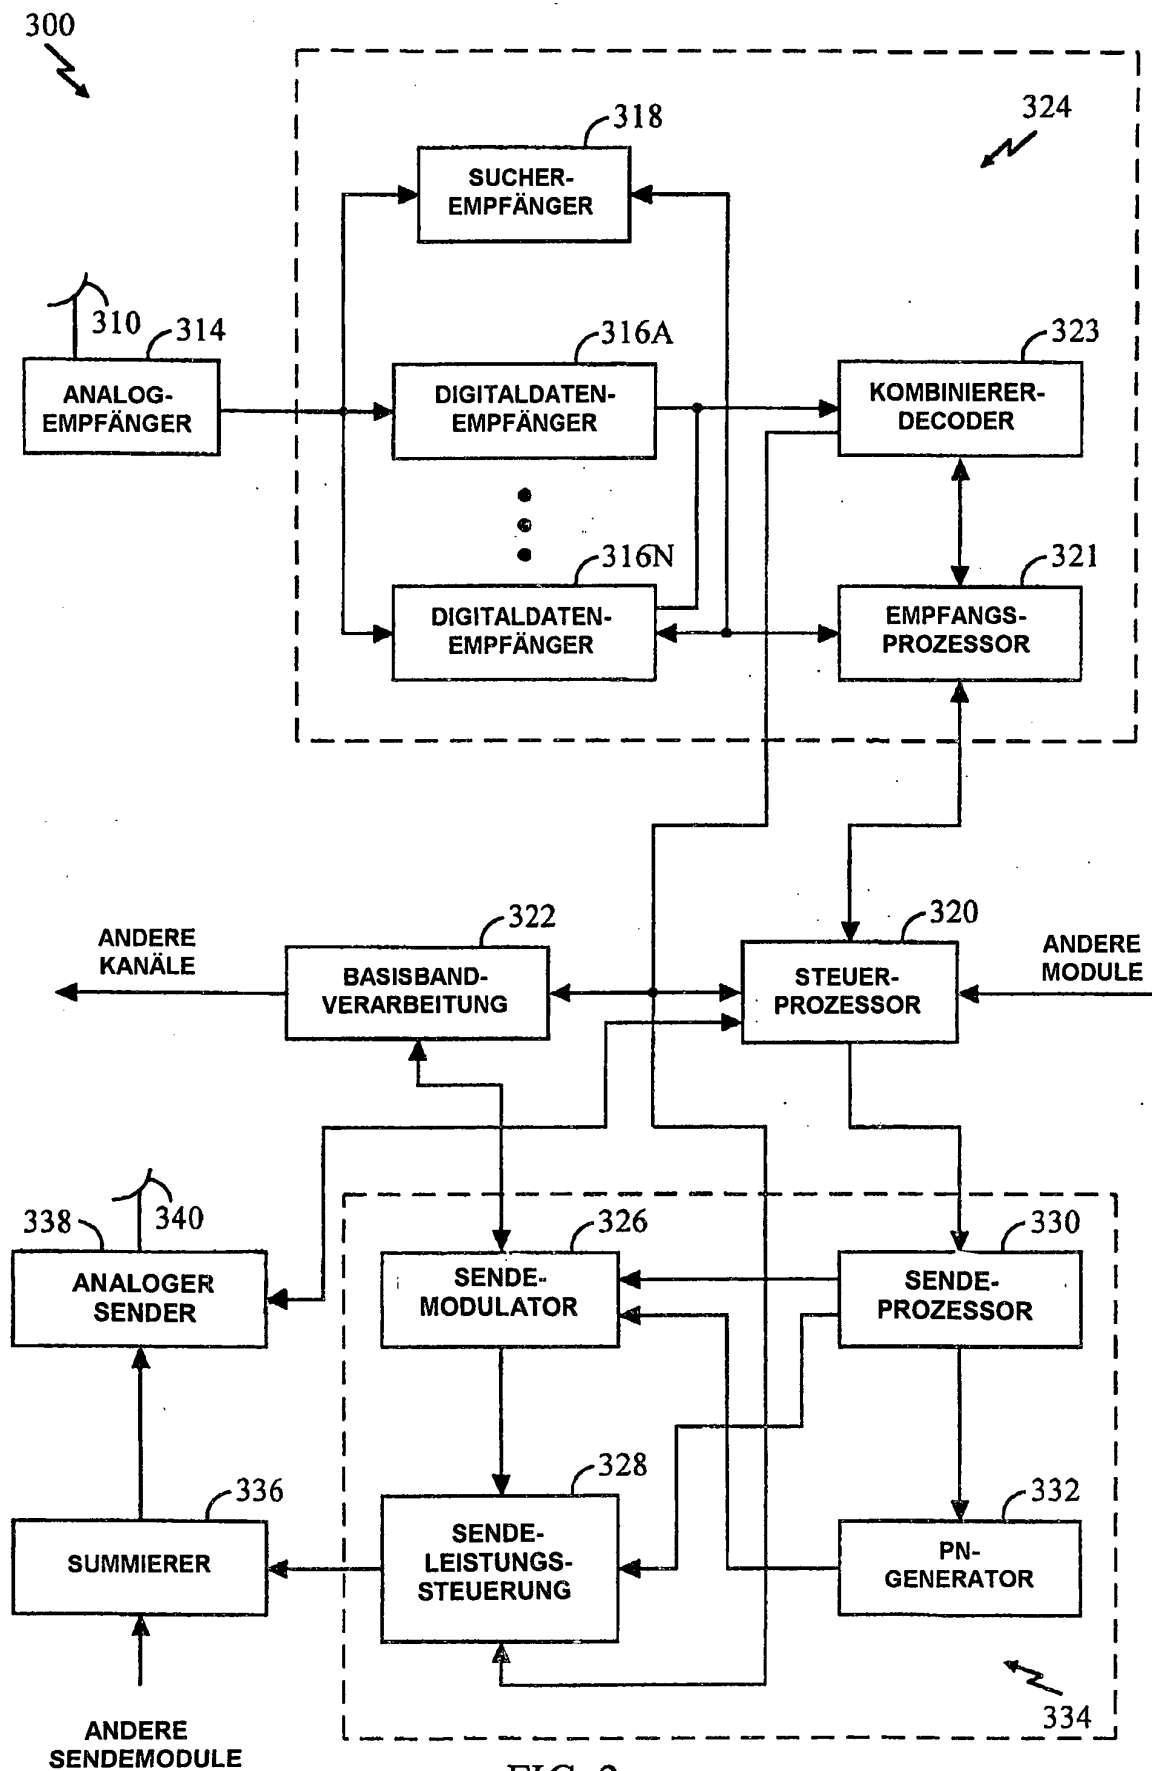 300
324
318
SUCHER-
EMPFÄNGER
310
314
ANALOG-
EMPFÄNGER
316A
DIGITALDATEN-
EMPFÄNGER
323
KOMBINIERER-
DECODER
316N
DIGITALDATEN-
EMPFÄNGER
321
EMPFANGS-
PROZESSOR
ANDERE
KANÄLE
322
BASISBAND-
VERARBEITUNG
320
STEUER-
PROZESSOR
ANDERE
MODULE
338
340
ANALOGER
SENDER
326
SENDE-
MODULATOR
330
SENDE-
PROZESSOR
336
SUMMIERER
328
SENDE-
LEISTUNGS-
STEUERUNG
332
PN-
GENERATOR
334
ANDERE
SENDEMODULE